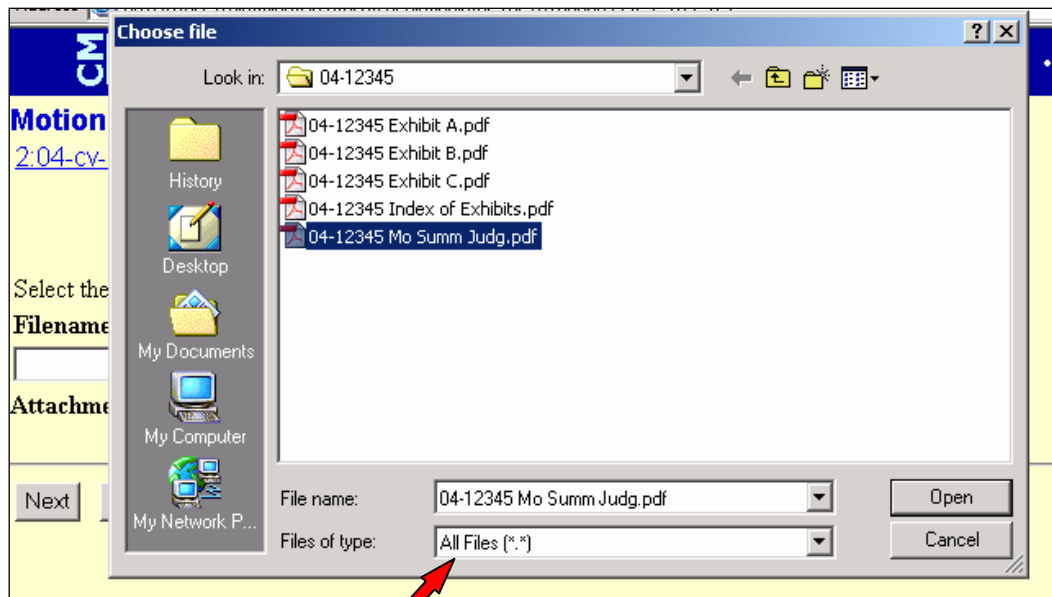 CM
Choose file
Look in: 04-12345
Motion
2:04-cv-
History
Desktop
My Documents
My Computer
My Network P...
04-12345 Exhibit A.pdf
04-12345 Exhibit B.pdf
04-12345 Exhibit C.pdf
04-12345 Index of Exhibits.pdf
04-12345 Mo Summ Judg.pdf
Select the
Filename
Attachme
Next
File name: 04-12345 Mo Summ Judg.pdf Open
Files of type: All Files (*.*) Cancel